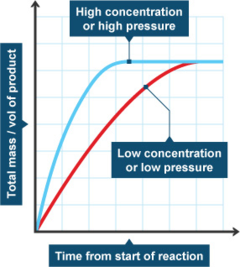 High concentration
or high pressure
Total mass / vol of product
Low concentration
or low pressure
Time from start of reaction